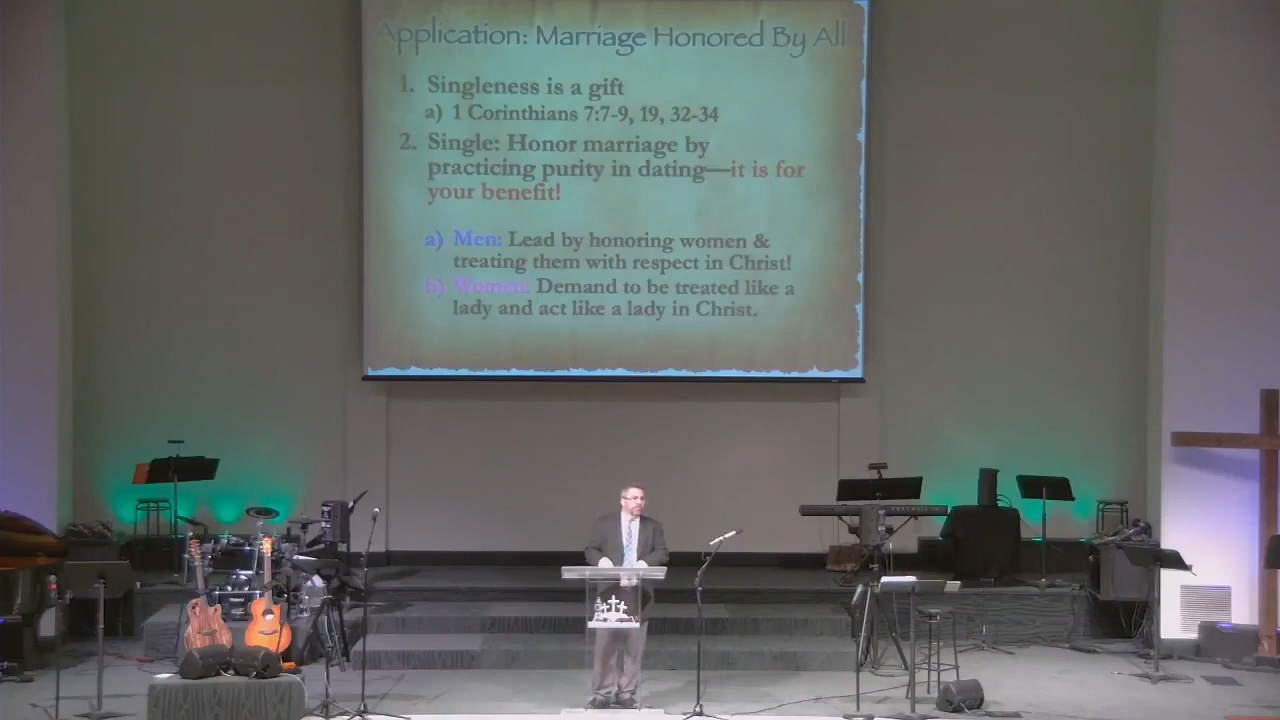 Application: Marriage Honored By All
1. Singleness is a gift
a) 1 Corinthians 7:7-9, 19, 32-34
2. Single: Honor marriage by
practicing purity in dating—it is for
your benefit!
a) Men: Lead by honoring women &
treating them with respect in Christ!
b) Women: Demand to be treated like a
lady and act like a lady in Christ.